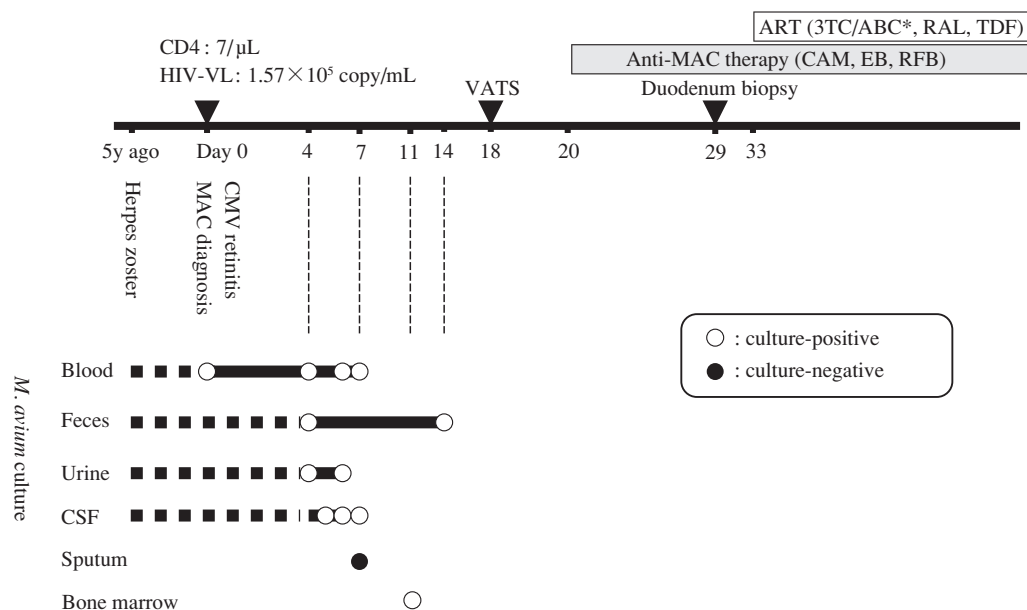 ART (3TC/ABC*, RAL, TDF)
CD4 : 7/μL
Anti-MAC therapy (CAM, EB, RFB)
HIV-VL : 1.57×10⁵ copy/mL
VATS
Duodenum biopsy
5y ago Day 0 4 7 11 14 18 20 29 33
Herpes zoster
MAC diagnosis
CMV retinitis
: culture-positive
: culture-negative
M. avium culture
Blood
Feces
Urine
CSF
Sputum
Bone marrow